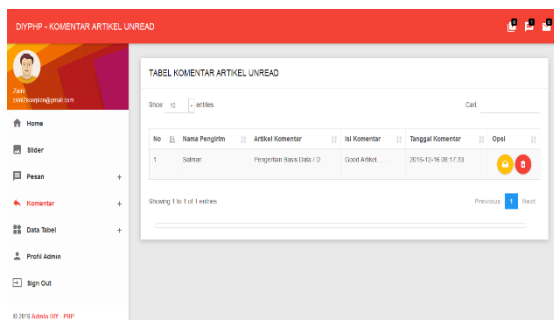 DIYPHP - KOMENTAR ARTIKEL UNREAD
Zaini
Home
Slider
Pesan +
Komentar +
Data Tabel +
Profil Admin
Sign Out
© 2016 Admin DIY - PHP
TABEL KOMENTAR ARTIKEL UNREAD
Show 10 entries Cari:
No Nama Pengirim Artikel Komentar Isi Komentar Tanggal Komentar Opsi
1 Salman Pengertian Basis Data / D Good Artikel..... 2016-12-16 08:17:33
Showing 1 to 1 of 1 entries Previous 1 Next